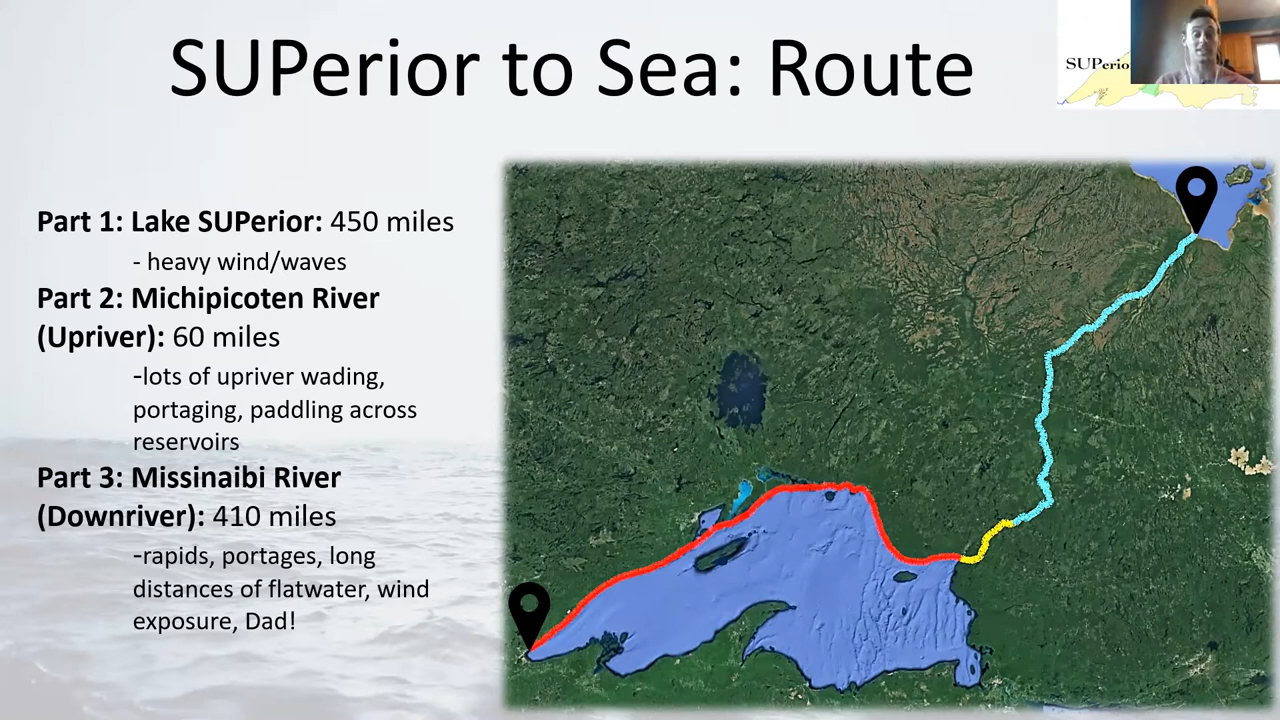 SUPerior to Sea: Route
SUPerio
Part 1: Lake SUPerior: 450 miles
- heavy wind/waves
Part 2: Michipicoten River
(Upriver): 60 miles
-lots of upriver wading,
portaging, paddling across
reservoirs
Part 3: Missinaibi River
(Downriver): 410 miles
-rapids, portages, long
distances of flatwater, wind
exposure, Dad!